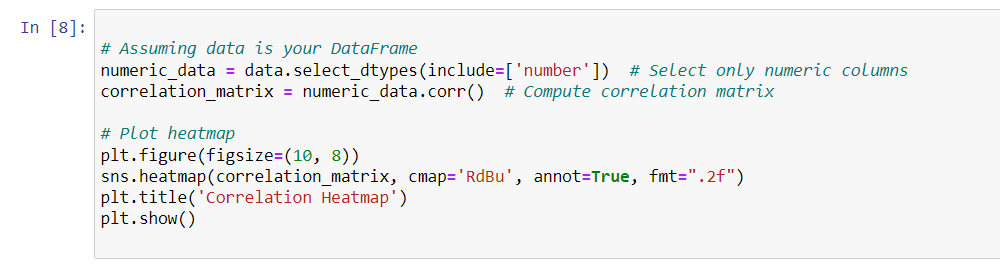 In [8]:
# Assuming data is your DataFrame
numeric_data = data.select_dtypes(include=['number'])  # Select only numeric columns
correlation_matrix = numeric_data.corr()  # Compute correlation matrix
# Plot heatmap
plt.figure(figsize=(10, 8))
sns.heatmap(correlation_matrix, cmap='RdBu', annot=True, fmt=".2f")
plt.title('Correlation Heatmap')
plt.show()